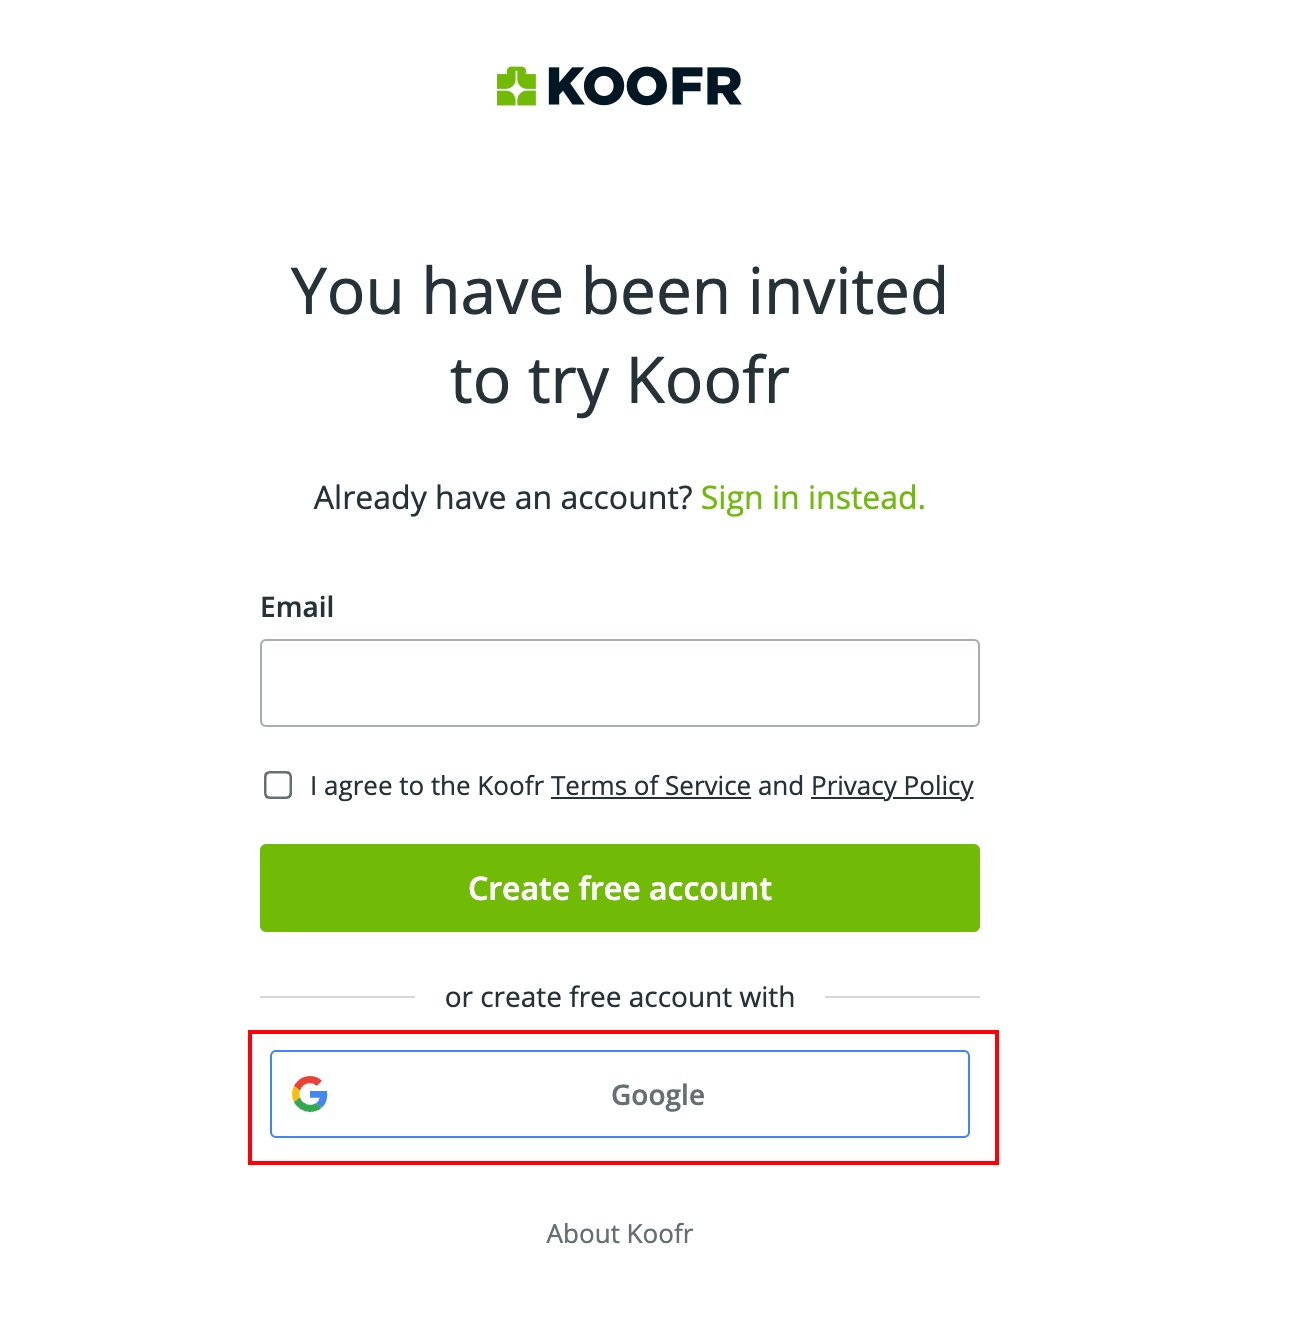 KOOFR
You have been invited
to try Koofr
Already have an account? Sign in instead.
Email
I agree to the Koofr Terms of Service and Privacy Policy
Create free account
or create free account with
Google
About Koofr